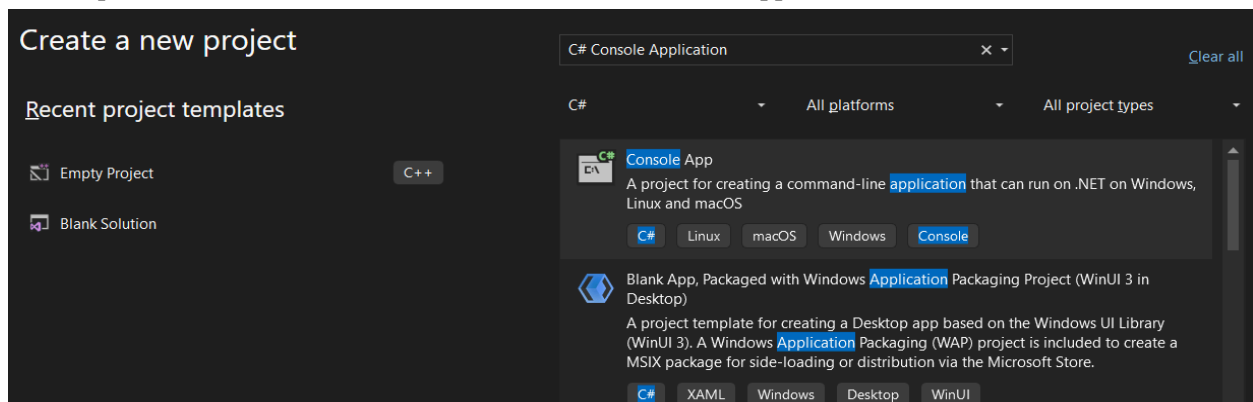 Create a new project
C# Console Application
Clear all
Recent project templates
C#
All platforms
All project types
Empty Project
C++
Blank Solution
C#
C:\
Console App
A project for creating a command-line application that can run on .NET on Windows,
Linux and macOS
C# Linux macOS Windows Console
Blank App, Packaged with Windows Application Packaging Project (WinUI 3 in
Desktop)
A project template for creating a Desktop app based on the Windows UI Library
(WinUI 3). A Windows Application Packaging (WAP) project is included to create a
MSIX package for side-loading or distribution via the Microsoft Store.
C# XAML Windows Desktop WinUI